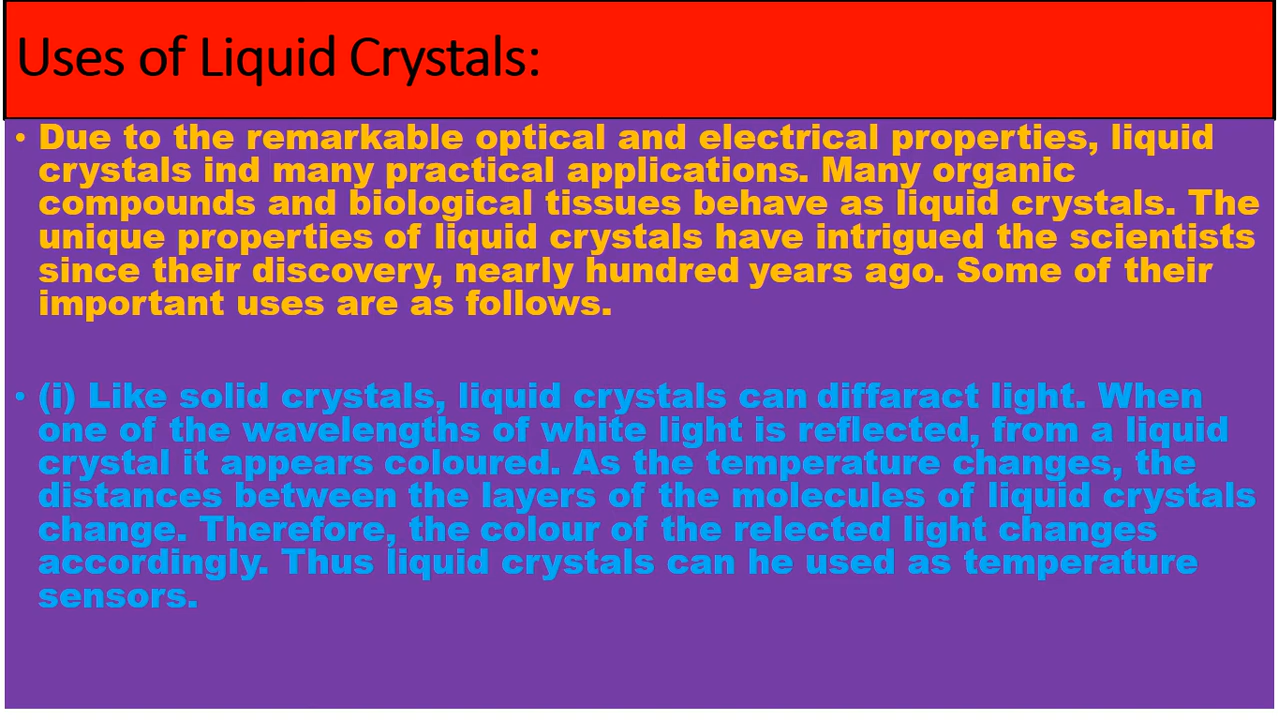 Uses of Liquid Crystals:
• Due to the remarkable optical and electrical properties, liquid
crystals ind many practical applications. Many organic
compounds and biological tissues behave as liquid crystals. The
unique properties of liquid crystals have intrigued the scientists
since their discovery, nearly hundred years ago. Some of their
important uses are as follows.
• (i) Like solid crystals, liquid crystals can diffaract light. When
one of the wavelengths of white light is reflected, from a liquid
crystal it appears coloured. As the temperature changes, the
distances between the layers of the molecules of liquid crystals
change. Therefore, the colour of the relected light changes
accordingly. Thus liquid crystals can he used as temperature
sensors.